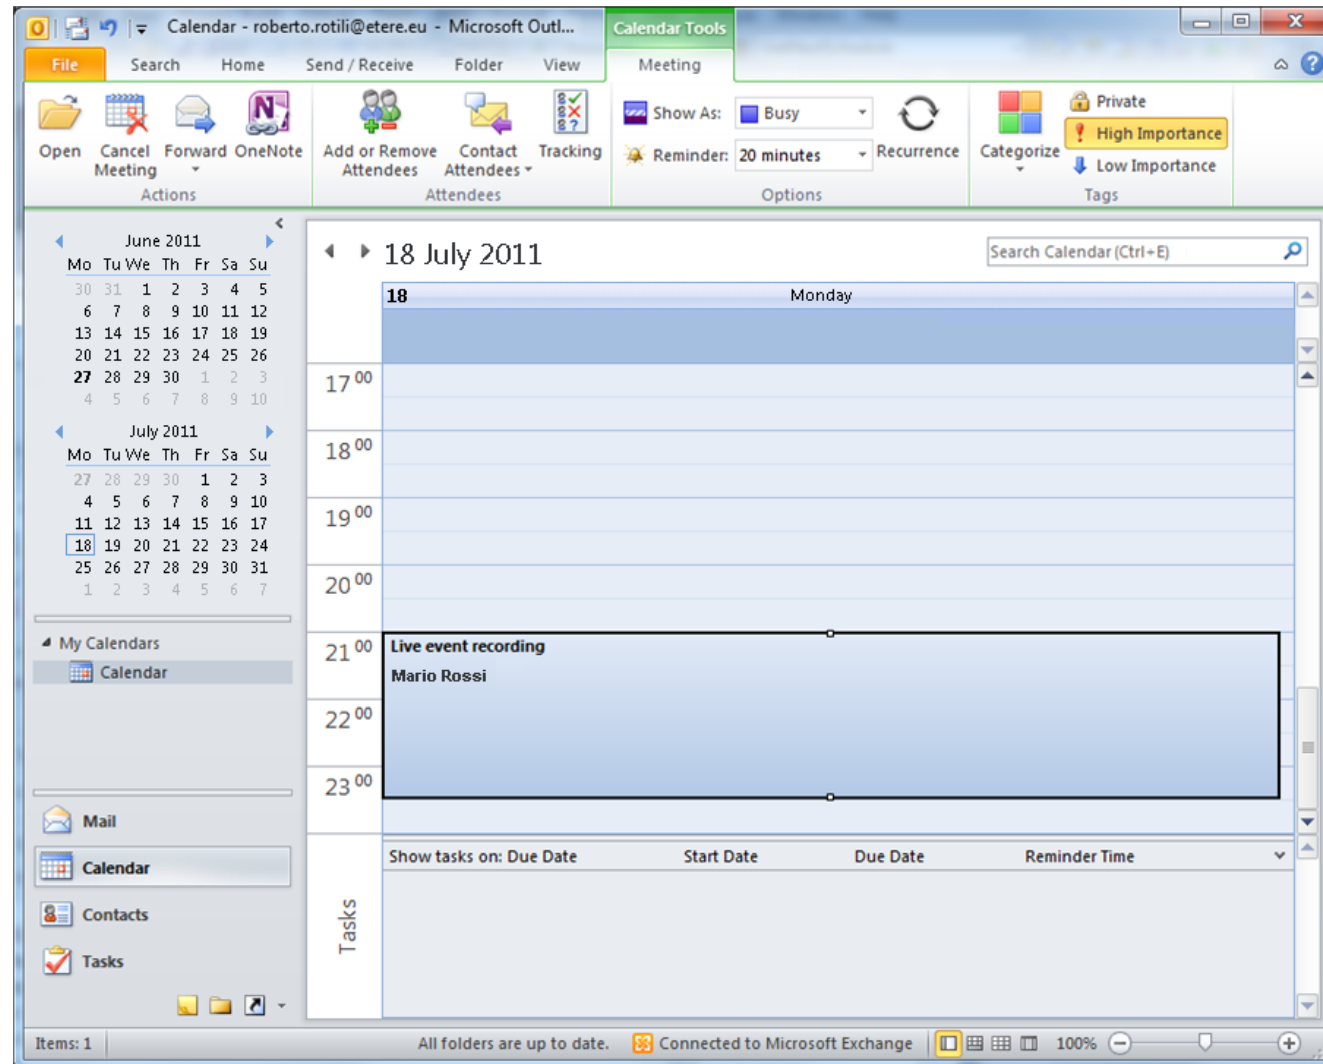 Calendar - roberto.rotili@etere.eu - Microsoft Outl...
Calendar Tools
File Search Home Send / Receive Folder View Meeting
Open
Cancel Meeting
Forward
OneNote
Actions
Add or Remove Attendees
Contact Attendees
Tracking
Attendees
Show As: Busy
Reminder: 20 minutes
Recurrence
Options
Categorize
Private
High Importance
Low Importance
Tags
June 2011
Mo Tu We Th Fr Sa Su
30 31 1 2 3 4 5
6 7 8 9 10 11 12
13 14 15 16 17 18 19
20 21 22 23 24 25 26
27 28 29 30 1 2 3
4 5 6 7 8 9 10
July 2011
Mo Tu We Th Fr Sa Su
27 28 29 30 1 2 3
4 5 6 7 8 9 10
11 12 13 14 15 16 17
18 19 20 21 22 23 24
25 26 27 28 29 30 31
1 2 3 4 5 6 7
My Calendars
Calendar
Mail
Calendar
Contacts
Tasks
18 July 2011
Search Calendar (Ctrl+E)
18 Monday
17 00
18 00
19 00
20 00
21 00
Live event recording
Mario Rossi
22 00
23 00
Tasks
Show tasks on: Due Date Start Date Due Date Reminder Time
Items: 1
All folders are up to date.
Connected to Microsoft Exchange
100%